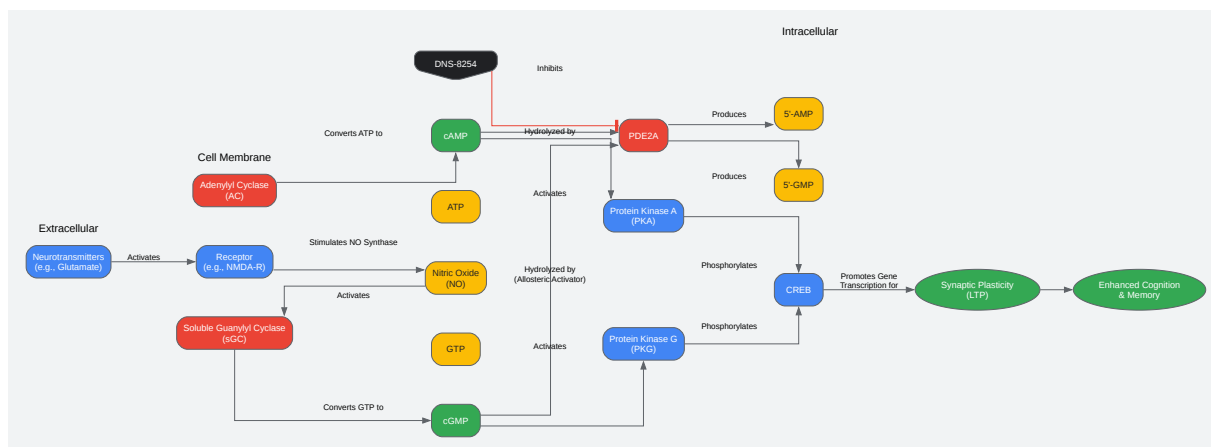 Intracellular
DNS-8254
Inhibits
Converts ATP to
cAMP
Hydrolyzed by
PDE2A
Produces
5'-AMP
Cell Membrane
Adenylyl Cyclase
(AC)
ATP
Activates
Produces
5'-GMP
Protein Kinase A
(PKA)
Extracellular
Neurotransmitters
(e.g., Glutamate)
Activates
Receptor
(e.g., NMDA-R)
Stimulates NO Synthase
Nitric Oxide
(NO)
Hydrolyzed by
(Allosteric Activator)
Phosphorylates
CREB
Promotes Gene
Transcription for
Synaptic Plasticity
(LTP)
Enhanced Cognition
& Memory
Activates
Soluble Guanylyl Cyclase
(sGC)
GTP
Activates
Protein Kinase G
(PKG)
Phosphorylates
Converts GTP to
cGMP